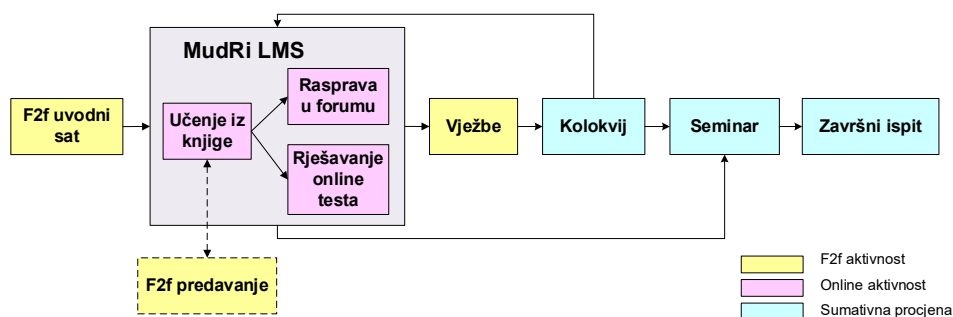 MudRi LMS
F2f uvodni
sat
Učenje iz
knjige
Rasprava
u forumu
Rješavanje
online
testa
Vježbe
Kolokvij
Seminar
Završni ispit
F2f predavanje
F2f aktivnost
Online aktivnost
Sumativna procjena